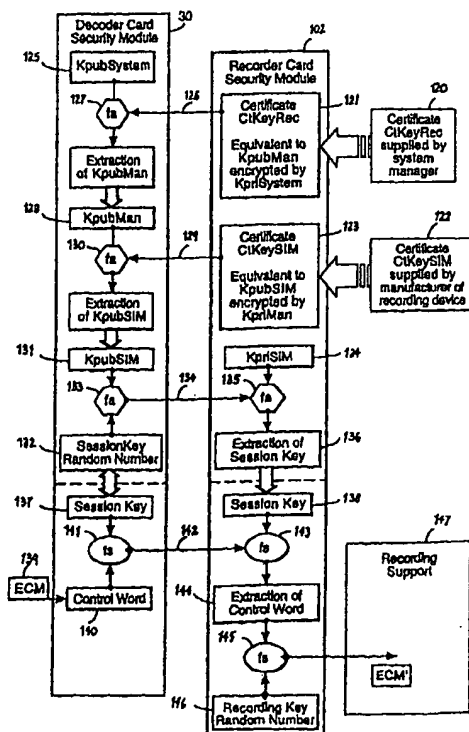 Decoder Card
Security Module
30
125
KpubSystem
127
fa
126
Extraction
of KpubMan
128
KpubMan
130
fa
129
Extraction
of KpubSIM
131
KpubSIM
133
fa
134
132
SessionKey
Random Number
137
Session Key
141
fs
142
139
ECM
Control Word
140
102
Recorder Card
Security Module
121
Certificate
CtKeyRec
Equivalent to
KpubMan
encrypted by
KpriSystem
120
Certificate
CtKeyRec
supplied by
system
manager
123
Certificate
CtKeySIM
Equivalent to
KpubSIM
encrypted by
KpriMan
122
Certificate
CtKeySIM
supplied by
manufacturer of
recording device
KpriSIM
124
fa
135
Extraction of
Session Key
136
Session Key
138
fs
143
144
Extraction of
Control Word
145
fs
146
Recording Key
Random Number
147
Recording
Support
ECM'